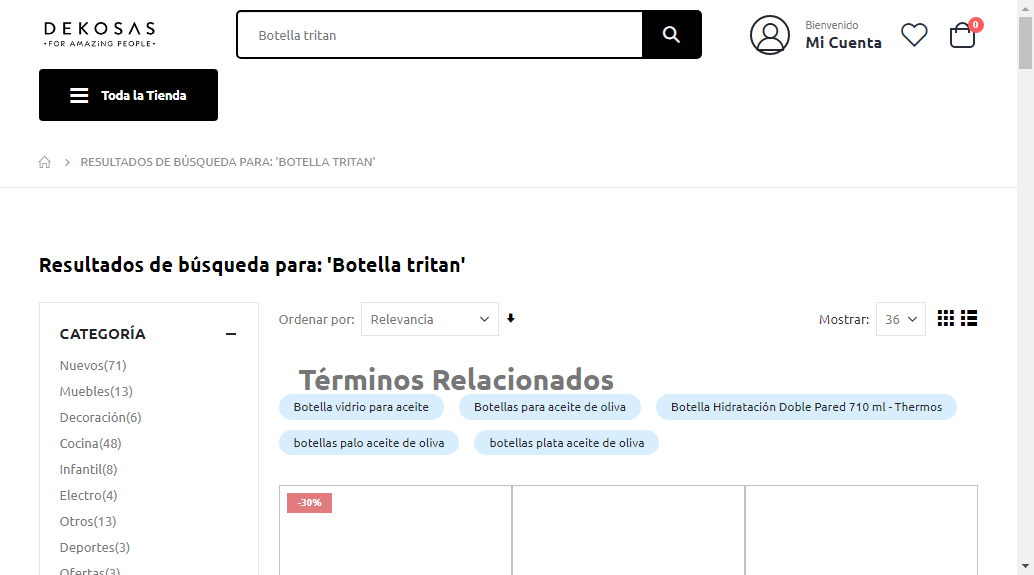 DEKOSAS
•FOR AMAZING PEOPLE•
Botella tritan
Bienvenido
Mi Cuenta
0
Toda la Tienda
RESULTADOS DE BÚSQUEDA PARA: 'BOTELLA TRITAN'
Resultados de búsqueda para: 'Botella tritan'
CATEGORÍA
Nuevos(71)
Muebles(13)
Decoración(6)
Cocina(48)
Infantil(8)
Electro(4)
Otros(13)
Deportes(3)
Ofertas(3)
Ordenar por: Relevancia
Mostrar: 36
Términos Relacionados
Botella vidrio para aceite
Botellas para aceite de oliva
Botella Hidratación Doble Pared 710 ml - Thermos
botellas palo aceite de oliva
botellas plata aceite de oliva
-30%